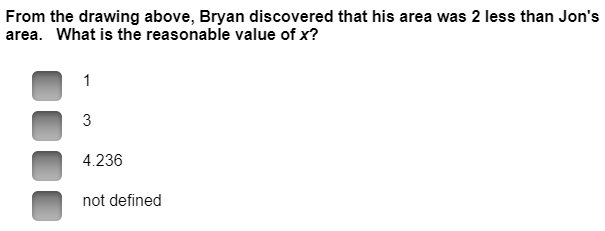 From the drawing above, Bryan discovered that his area was 2 less than Jon's
area. What is the reasonable value of x?
1
3
4.236
not defined